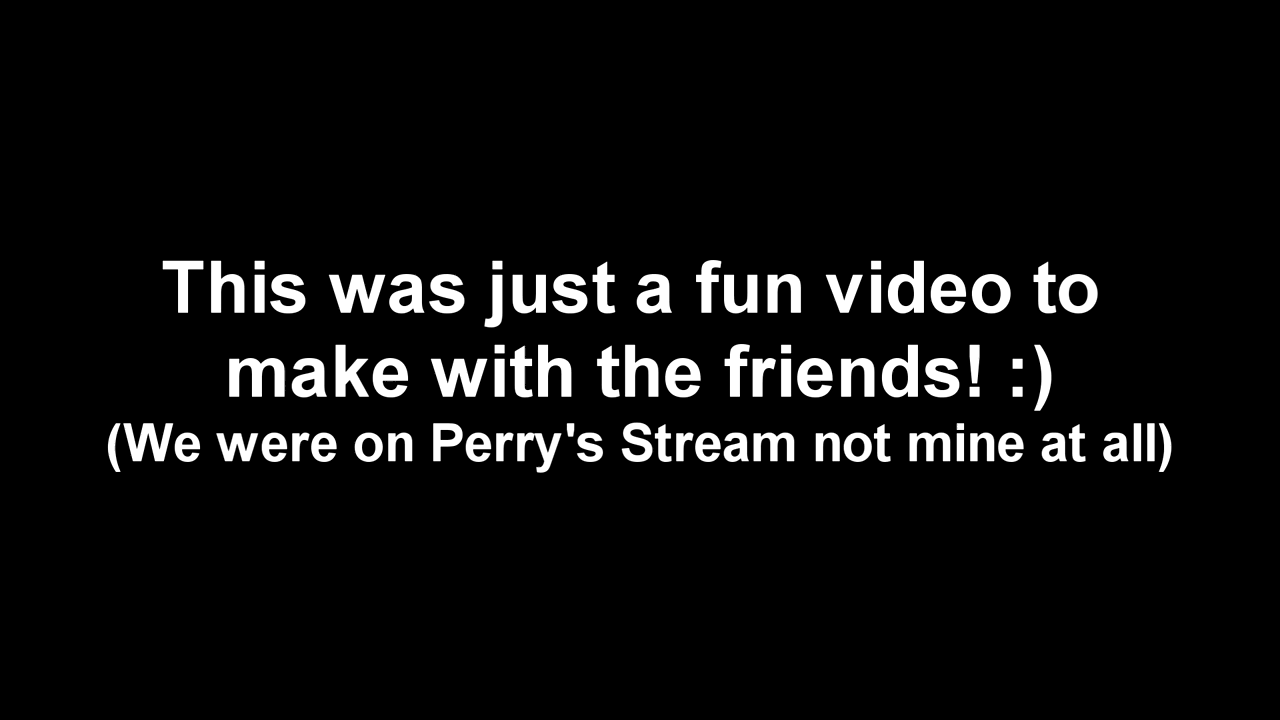 This was just a fun video to
make with the friends! :)
(We were on Perry's Stream not mine at all)